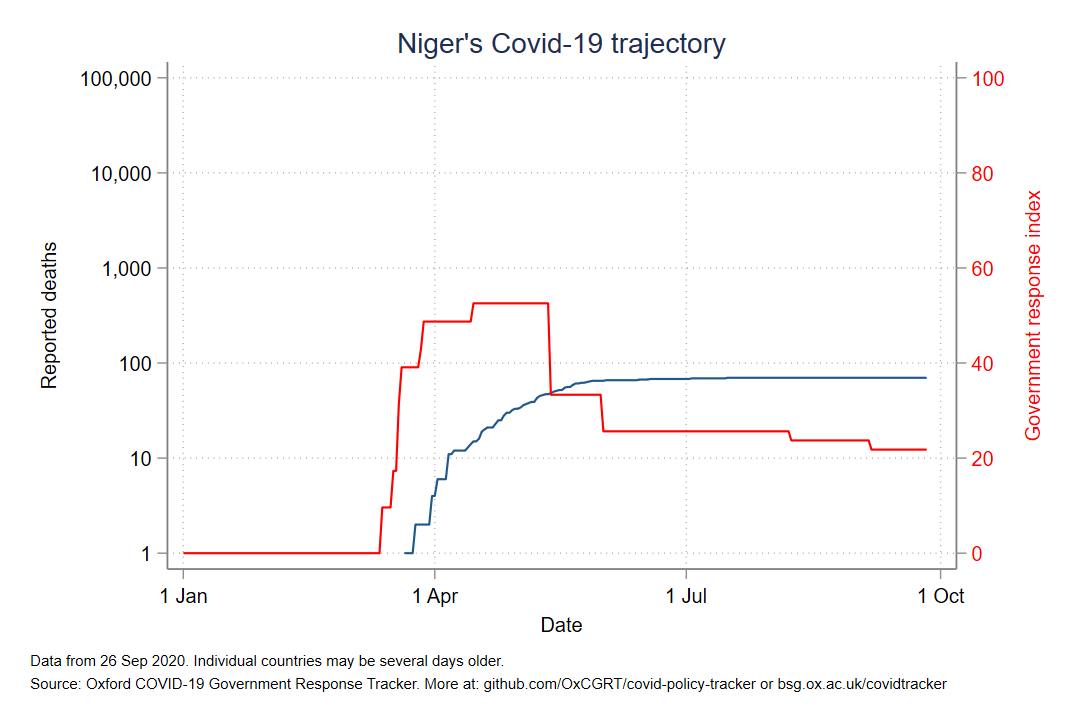 Niger's Covid-19 trajectory
100,000
10,000
1,000
100
10
1
Reported deaths
100
80
60
40
20
0
Government response index
1 Jan
1 Apr
1 Jul
1 Oct
Date
Data from 26 Sep 2020. Individual countries may be several days older.
Source: Oxford COVID-19 Government Response Tracker. More at: github.com/OxCGRT/covid-policy-tracker or bsg.ox.ac.uk/covidtracker